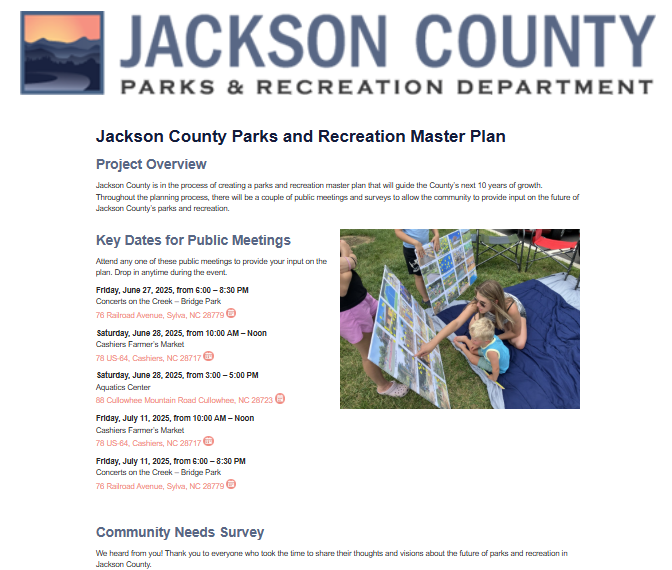 JACKSON COUNTY
PARKS & RECREATION DEPARTMENT
Jackson County Parks and Recreation Master Plan
Project Overview
Jackson County is in the process of creating a parks and recreation master plan that will guide the County's next 10 years of growth.
Throughout the planning process, there will be a couple of public meetings and surveys to allow the community to provide input on the future of
Jackson County's parks and recreation.
Key Dates for Public Meetings
Attend any one of these public meetings to provide your input on the
plan. Drop in anytime during the event.
Friday, June 27, 2025, from 6:00 – 8:30 PM
Concerts on the Creek – Bridge Park
76 Railroad Avenue, Sylva, NC 28779
Saturday, June 28, 2025, from 10:00 AM – Noon
Cashiers Farmer's Market
78 US-64, Cashiers, NC 28717
Saturday, June 28, 2025, from 3:00 – 5:00 PM
Aquatics Center
88 Cullowhee Mountain Road Cullowhee, NC 28723
Friday, July 11, 2025, from 10:00 AM – Noon
Cashiers Farmer's Market
78 US-64, Cashiers, NC 28717
Friday, July 11, 2025, from 6:00 – 8:30 PM
Concerts on the Creek – Bridge Park
76 Railroad Avenue, Sylva, NC 28779
Community Needs Survey
We heard from you! Thank you to everyone who took the time to share their thoughts and visions about the future of parks and recreation in
Jackson County.